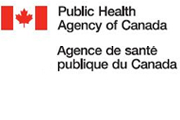 Public Health
Agency of Canada
Agence de santé
publique du Canada